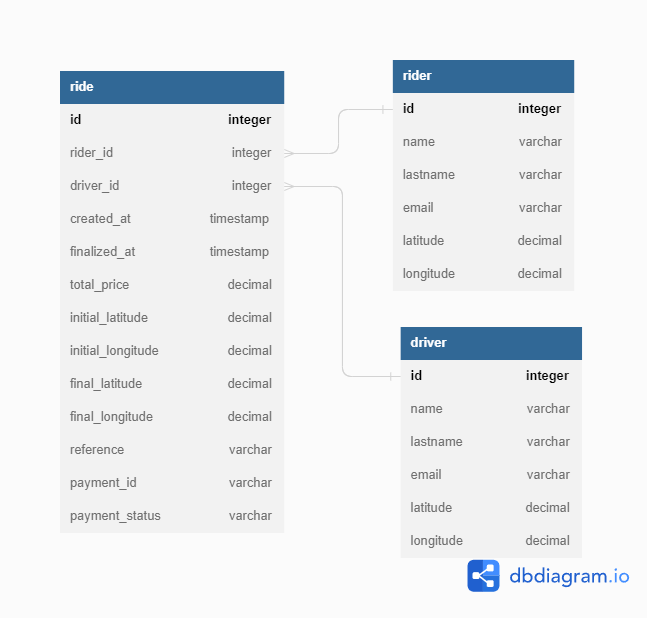 ride
id integer
rider_id integer
driver_id integer
created_at timestamp
finalized_at timestamp
total_price decimal
initial_latitude decimal
initial_longitude decimal
final_latitude decimal
final_longitude decimal
reference varchar
payment_id varchar
payment_status varchar
rider
id integer
name varchar
lastname varchar
email varchar
latitude decimal
longitude decimal
driver
id integer
name varchar
lastname varchar
email varchar
latitude decimal
longitude decimal
dbdiagram.io